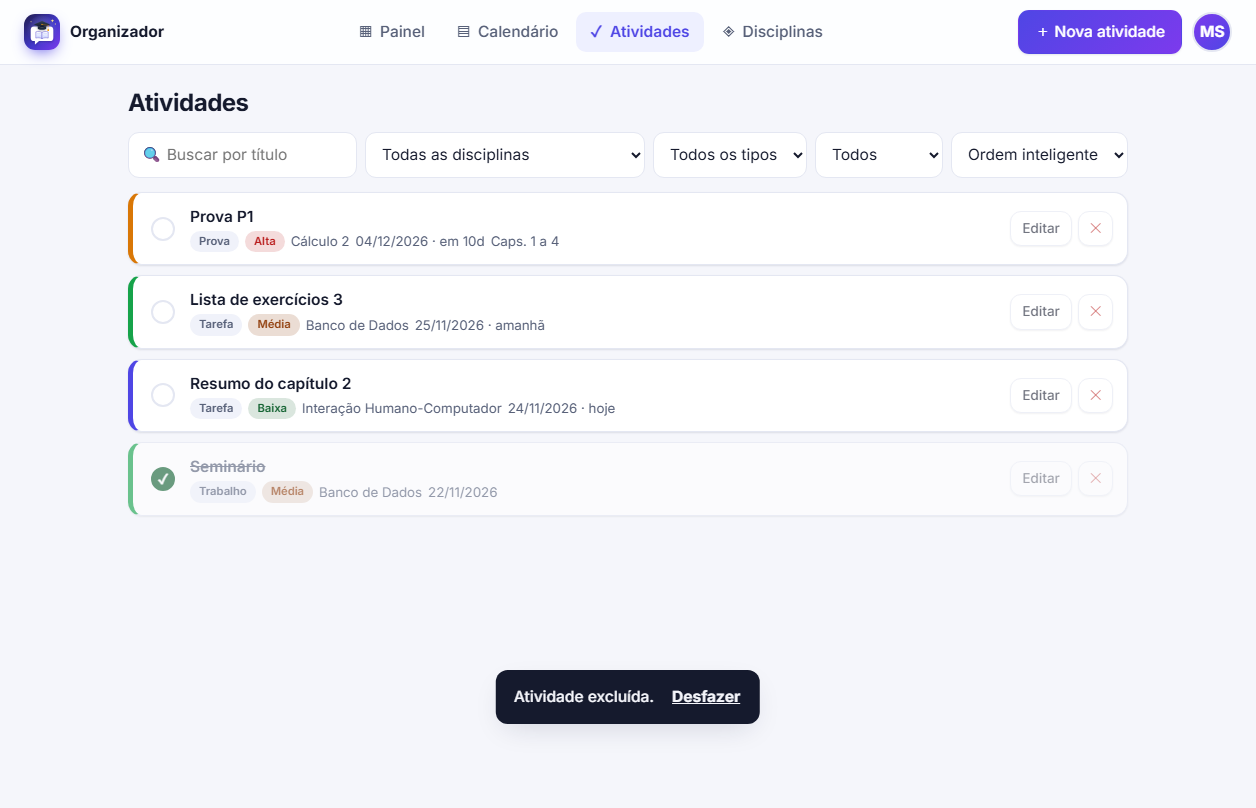 Organizador
Painel
Calendário
Atividades
Disciplinas
+ Nova atividade
MS
Atividades
Buscar por título
Todas as disciplinas
Todos os tipos
Todos
Ordem inteligente
Prova P1
Prova Alta Cálculo 2 04/12/2026 · em 10d Caps. 1 a 4
Editar
Lista de exercícios 3
Tarefa Média Banco de Dados 25/11/2026 · amanhã
Editar
Resumo do capítulo 2
Tarefa Baixa Interação Humano-Computador 24/11/2026 · hoje
Editar
Seminário
Trabalho Média Banco de Dados 22/11/2026
Editar
Atividade excluída. Desfazer